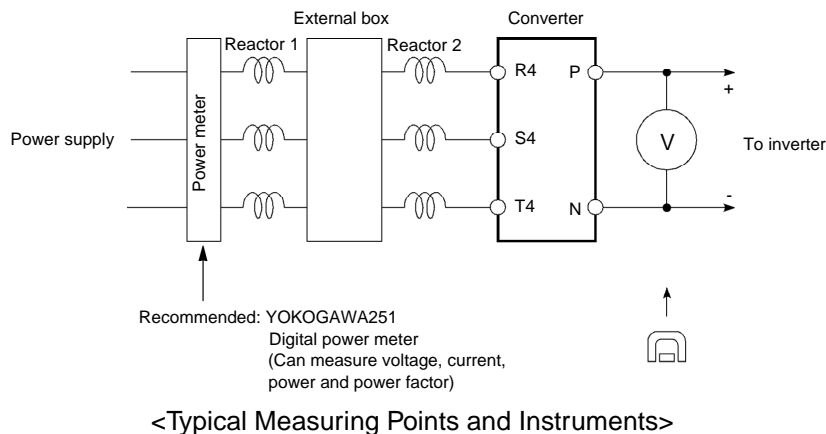 External box
Converter
Reactor 1
Reactor 2
R4
P
+
Power supply
Power meter
S4
V
To inverter
T4
N
-
Recommended: YOKOGAWA251
Digital power meter
(Can measure voltage, current,
power and power factor)
<Typical Measuring Points and Instruments>